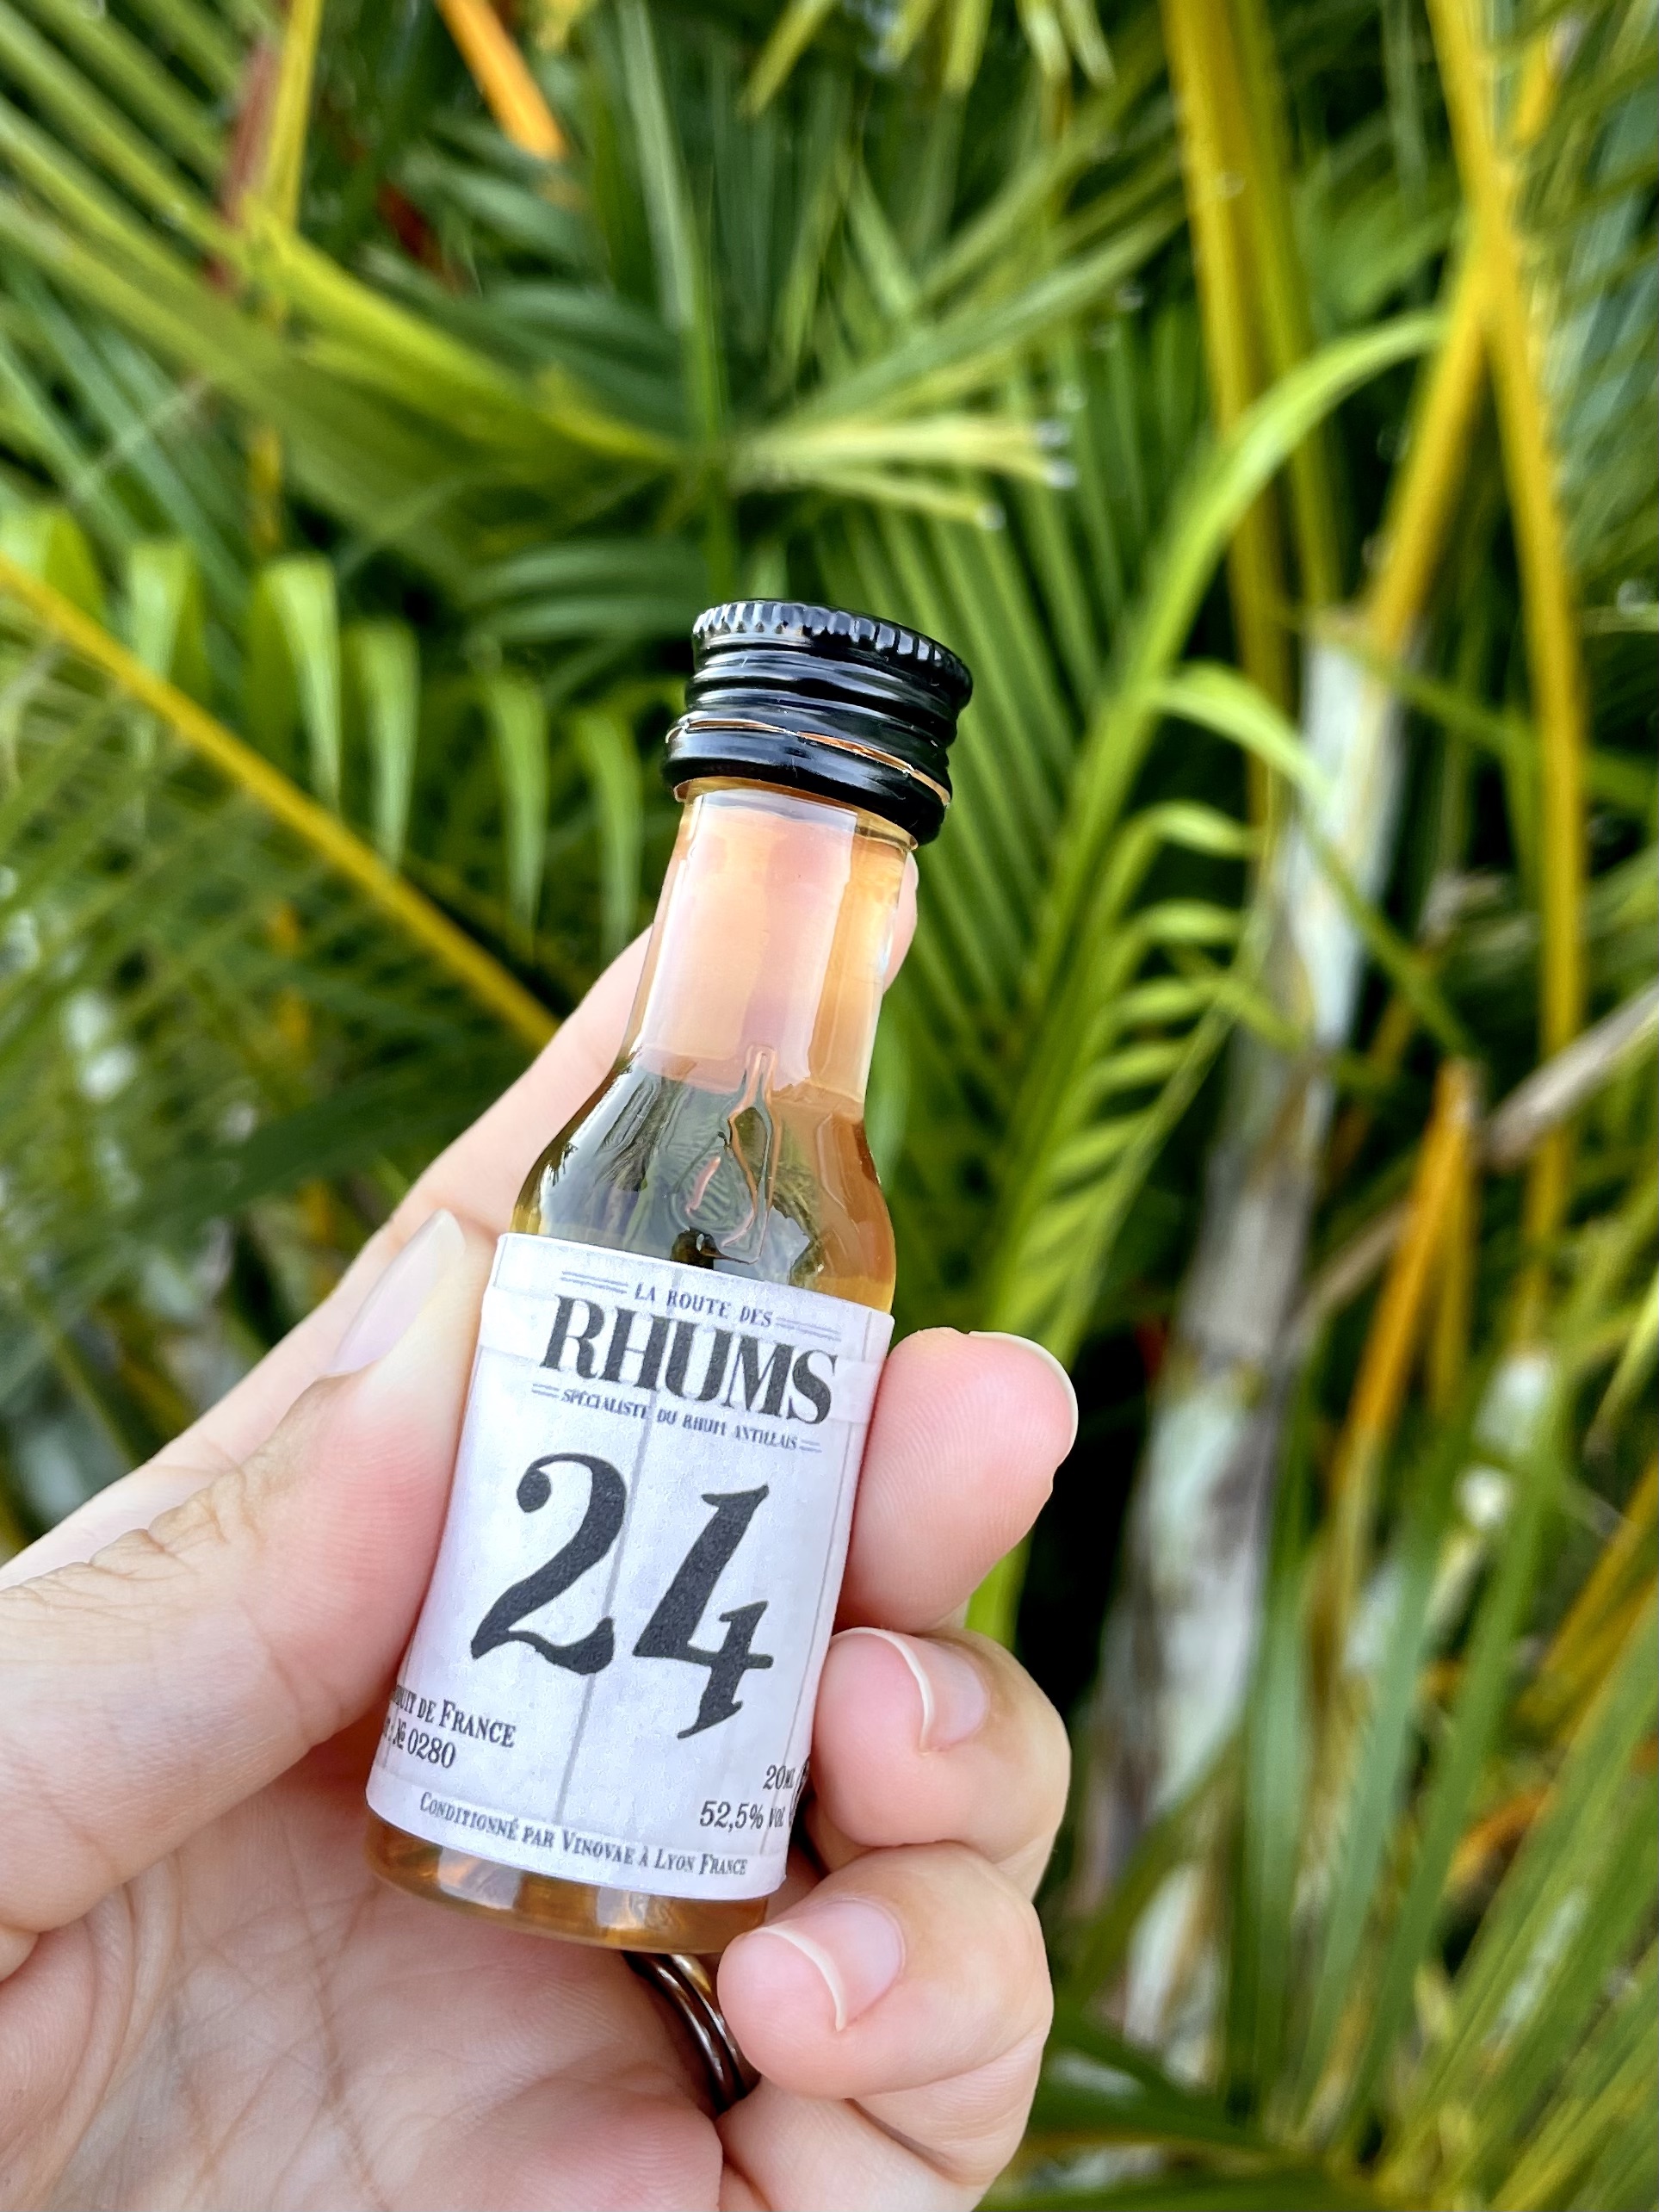 LA ROUTE DES
RHUMS
SPÉCIALISTE DU RHUM ANTILLAIS
24
DE FRANCE
№ 0280
20ML
52,5% VOL
CONDITIONNÉ PAR VINOVAE À LYON FRANCE